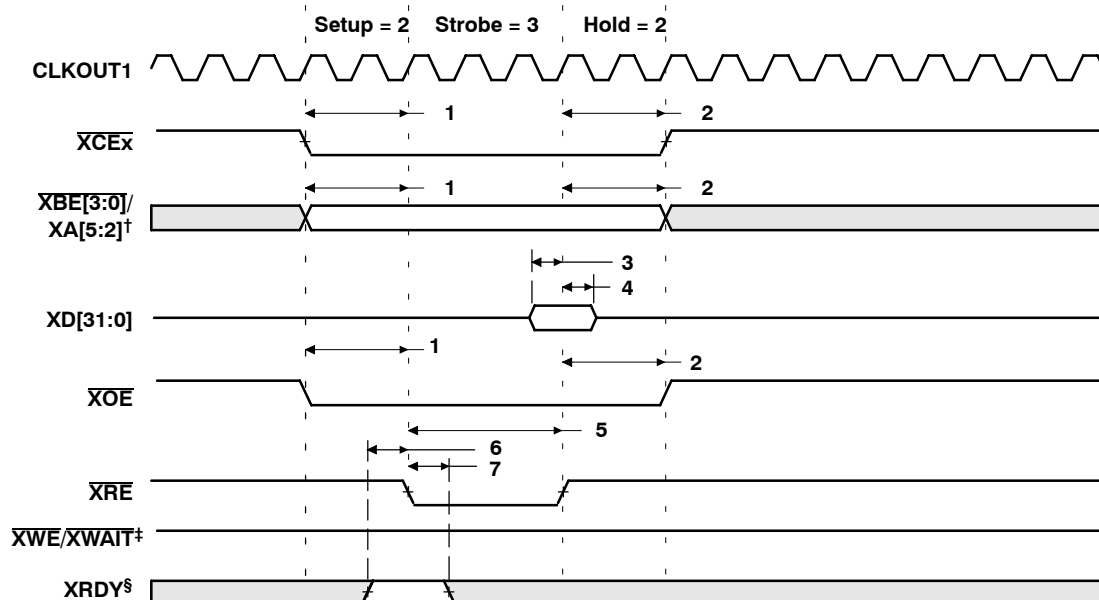 Setup = 2 Strobe = 3 Hold = 2
CLKOUT1
1 2
XCEx
1 2
XBE[3:0]/
XA[5:2]†
3
4
XD[31:0]
1
2
XOE
5
6
7
XRE
XWE/XWAIT‡
XRDY§